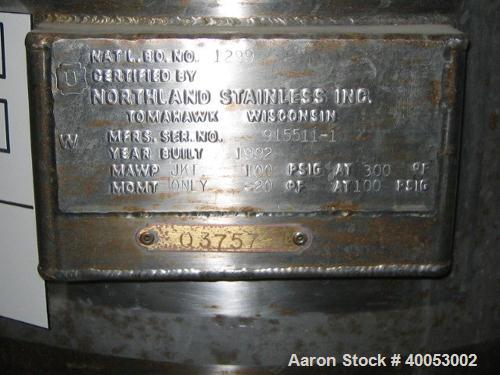 NAT'L. BD. NO. 1299
U
CERTIFIED BY
NORTHLAND STAINLESS INC.
TOMAHAWK WISCONSIN
W MFRS. SER. NO. 915511-1
YEAR BUILT 1992
MAWP JKT 100 PSIG AT 300 °F
MDMT ONLY -20 °F AT 100 PSIG
03757
Aaron Stock # 40053002